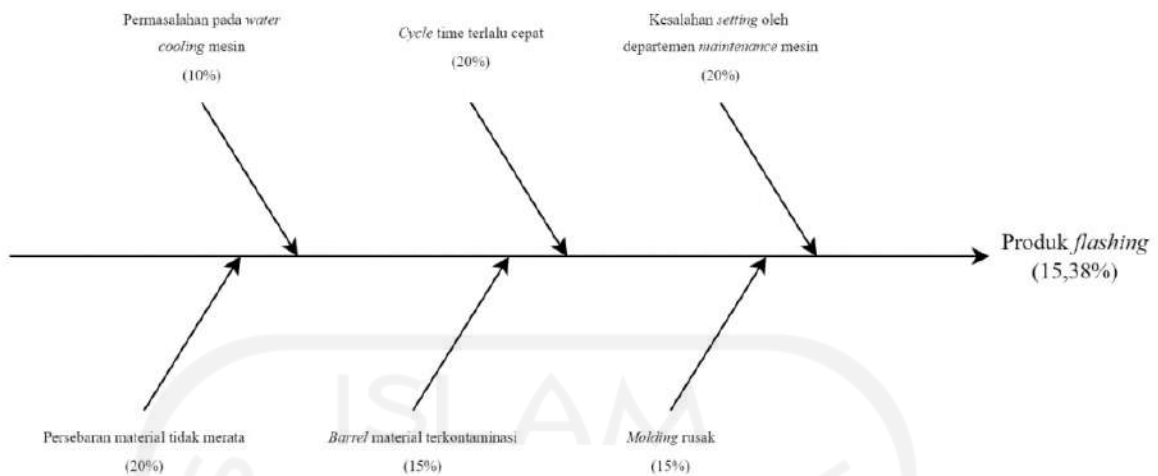 Permasalahan pada water
cooling mesin
(10%)
Cycle time terlalu cepat
(20%)
Kesalahan setting oleh
departemen maintenance mesin
(20%)
Produk flashing
(15,38%)
Persebaran material tidak merata
(20%)
Barrel material terkontaminasi
(15%)
Molding rusak
(15%)
ISLAM